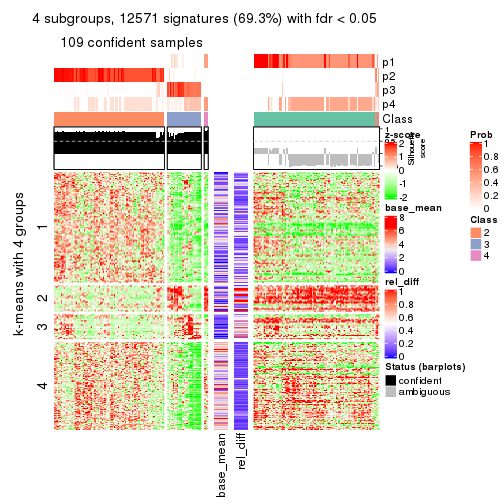 4 subgroups, 12571 signatures (69.3%) with fdr < 0.05
109 confident samples
p1
p2
p3
p4
Class
1
Silhouette
score
k-means with 4 groups
1
2
3
4
base_mean
rel_diff
z-score
2
1
0
-1
-2
base_mean
8
6
4
2
0
rel_diff
1
0.8
0.6
0.4
0.2
0
Status (barplots)
confident
ambiguous
Prob
1
0.8
0.6
0.4
0.2
0
Class
2
3
4